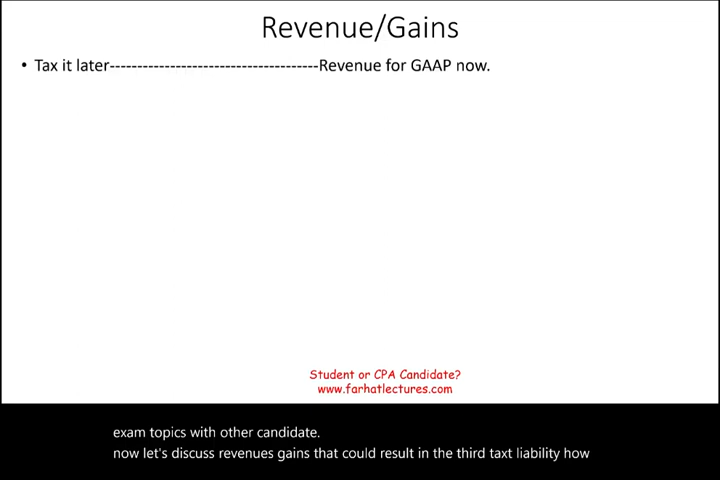 Revenue/Gains
• Tax it later-------------------------------------Revenue for GAAP now.
Student or CPA Candidate?
www.farhatlectures.com
exam topics with other candidate.
now let's discuss revenues gains that could result in the third taxt liability how